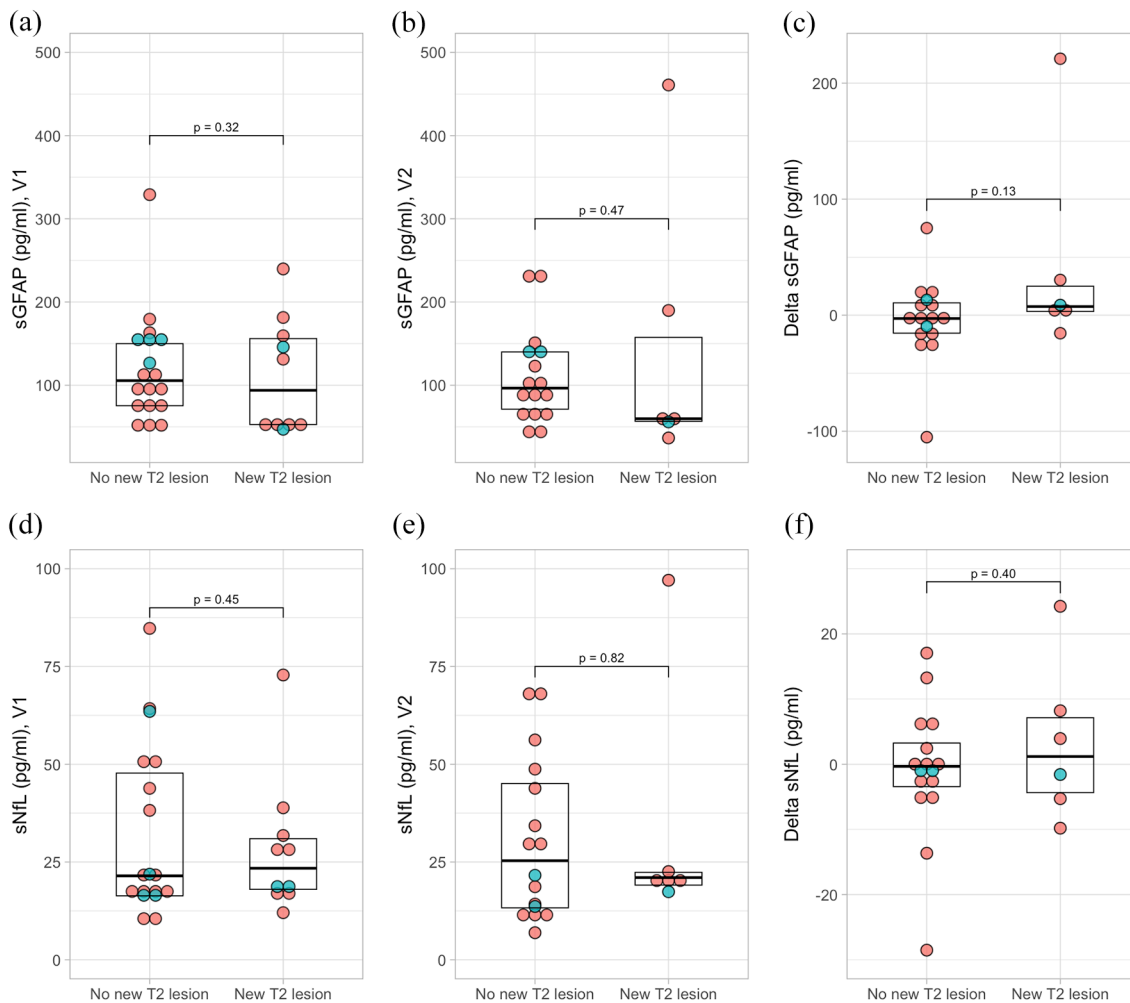 (a)
500
400
300
200
100
sGFAP (pg/ml), V1
p = 0.32
No new T2 lesion
New T2 lesion
(b)
500
400
300
200
100
sGFAP (pg/ml), V2
p = 0.47
No new T2 lesion
New T2 lesion
(c)
200
100
0
-100
Delta sGFAP (pg/ml)
p = 0.13
No new T2 lesion
New T2 lesion
(d)
100
75
50
25
0
sNfL (pg/ml), V1
p = 0.45
No new T2 lesion
New T2 lesion
(e)
100
75
50
25
0
sNfL (pg/ml), V2
p = 0.82
No new T2 lesion
New T2 lesion
(f)
20
0
-20
Delta sNfL (pg/ml)
p = 0.40
No new T2 lesion
New T2 lesion